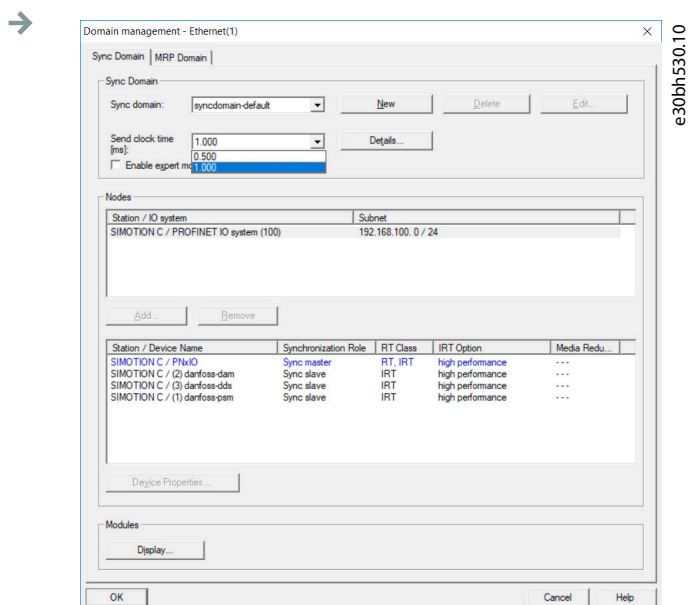 Domain management - Ethernet(1)
Sync Domain MRP Domain
Sync Domain
Sync domain: syncdomain-default New Delete Edit...
Send clock time [ms]: 1.000 Details...
0.500
Enable expert mo 1.000
Nodes
Station / IO system Subnet
SIMOTION C / PROFINET IO system (100) 192.168.100. 0 / 24
Add... Remove
Station / Device Name Synchronization Role RT Class IRT Option Media Redu...
SIMOTION C / PNxIO Sync master RT, IRT high performance ---
SIMOTION C / (2) danfoss-dam Sync slave IRT high performance ---
SIMOTION C / (3) danfoss-dds Sync slave IRT high performance ---
SIMOTION C / (1) danfoss-psm Sync slave IRT high performance ---
Device Properties ...
Modules
Display...
OK Cancel Help
e30bh530.10